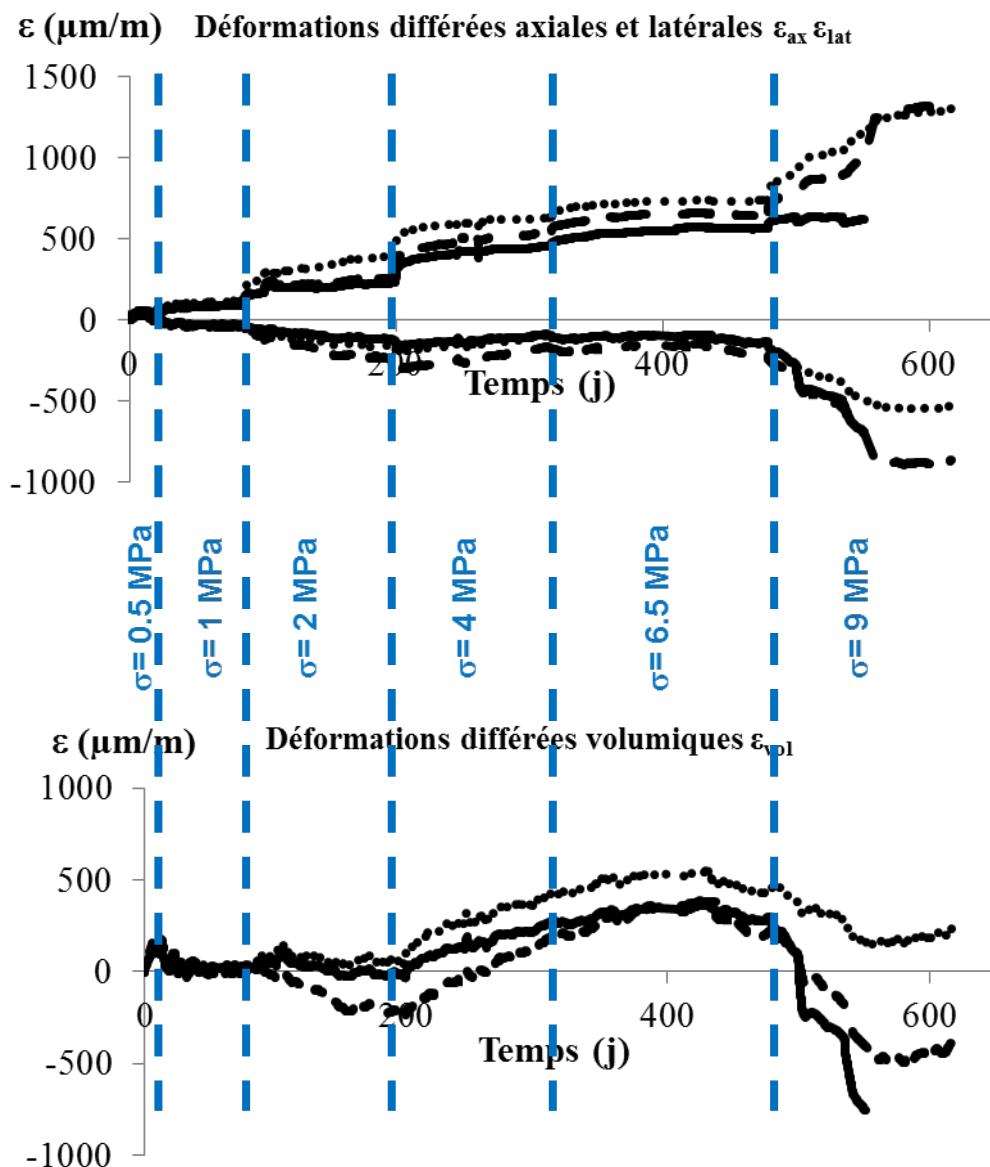 ε (µm/m) Déformations différées axiales et latérales εax εlat
1500
1000
500
0
-500
-1000
0 200 400 600
Temps (j)
σ= 0.5 MPa
σ= 1 MPa
σ= 2 MPa
σ= 4 MPa
σ= 6.5 MPa
σ= 9 MPa
ε (µm/m) Déformations différées volumiques εvol
1000
500
0
-500
-1000
0 200 400 600
Temps (j)